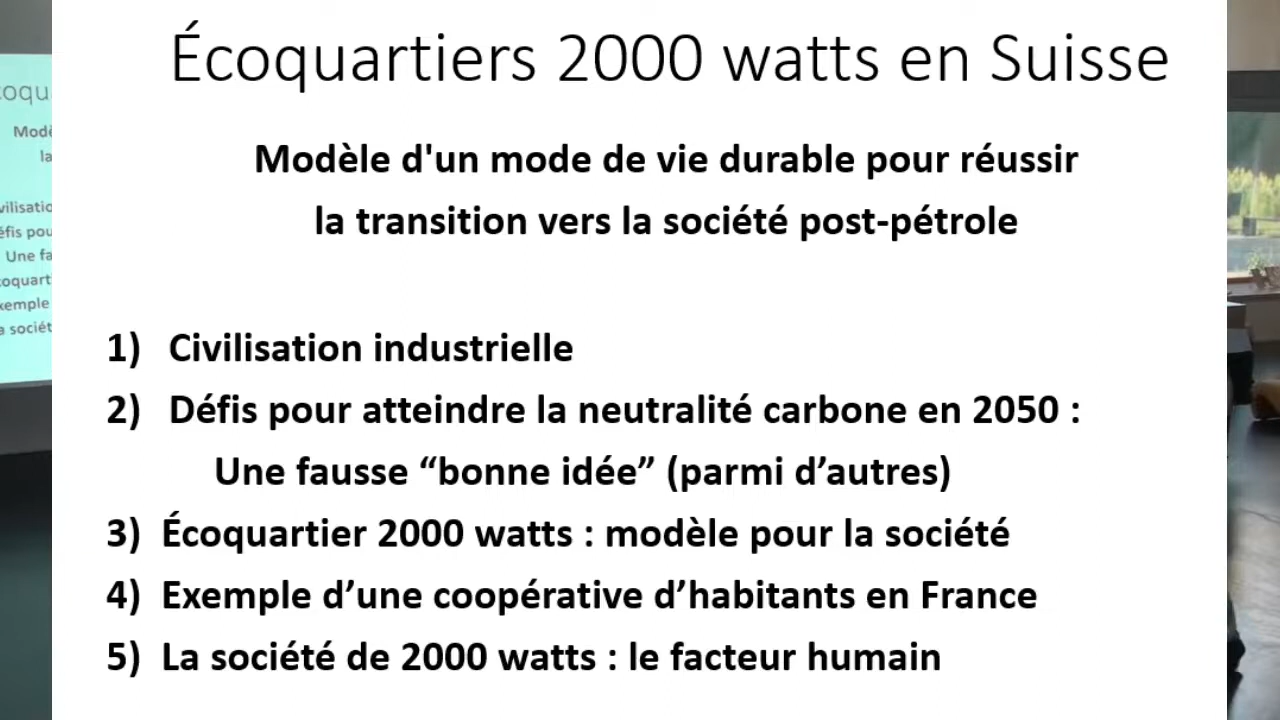 Écoquartiers 2000 watts en Suisse
Modèle d'un mode de vie durable pour réussir
la transition vers la société post-pétrole
1) Civilisation industrielle
2) Défis pour atteindre la neutralité carbone en 2050 :
Une fausse “bonne idée” (parmi d’autres)
3) Écoquartier 2000 watts : modèle pour la société
4) Exemple d’une coopérative d’habitants en France
5) La société de 2000 watts : le facteur humain